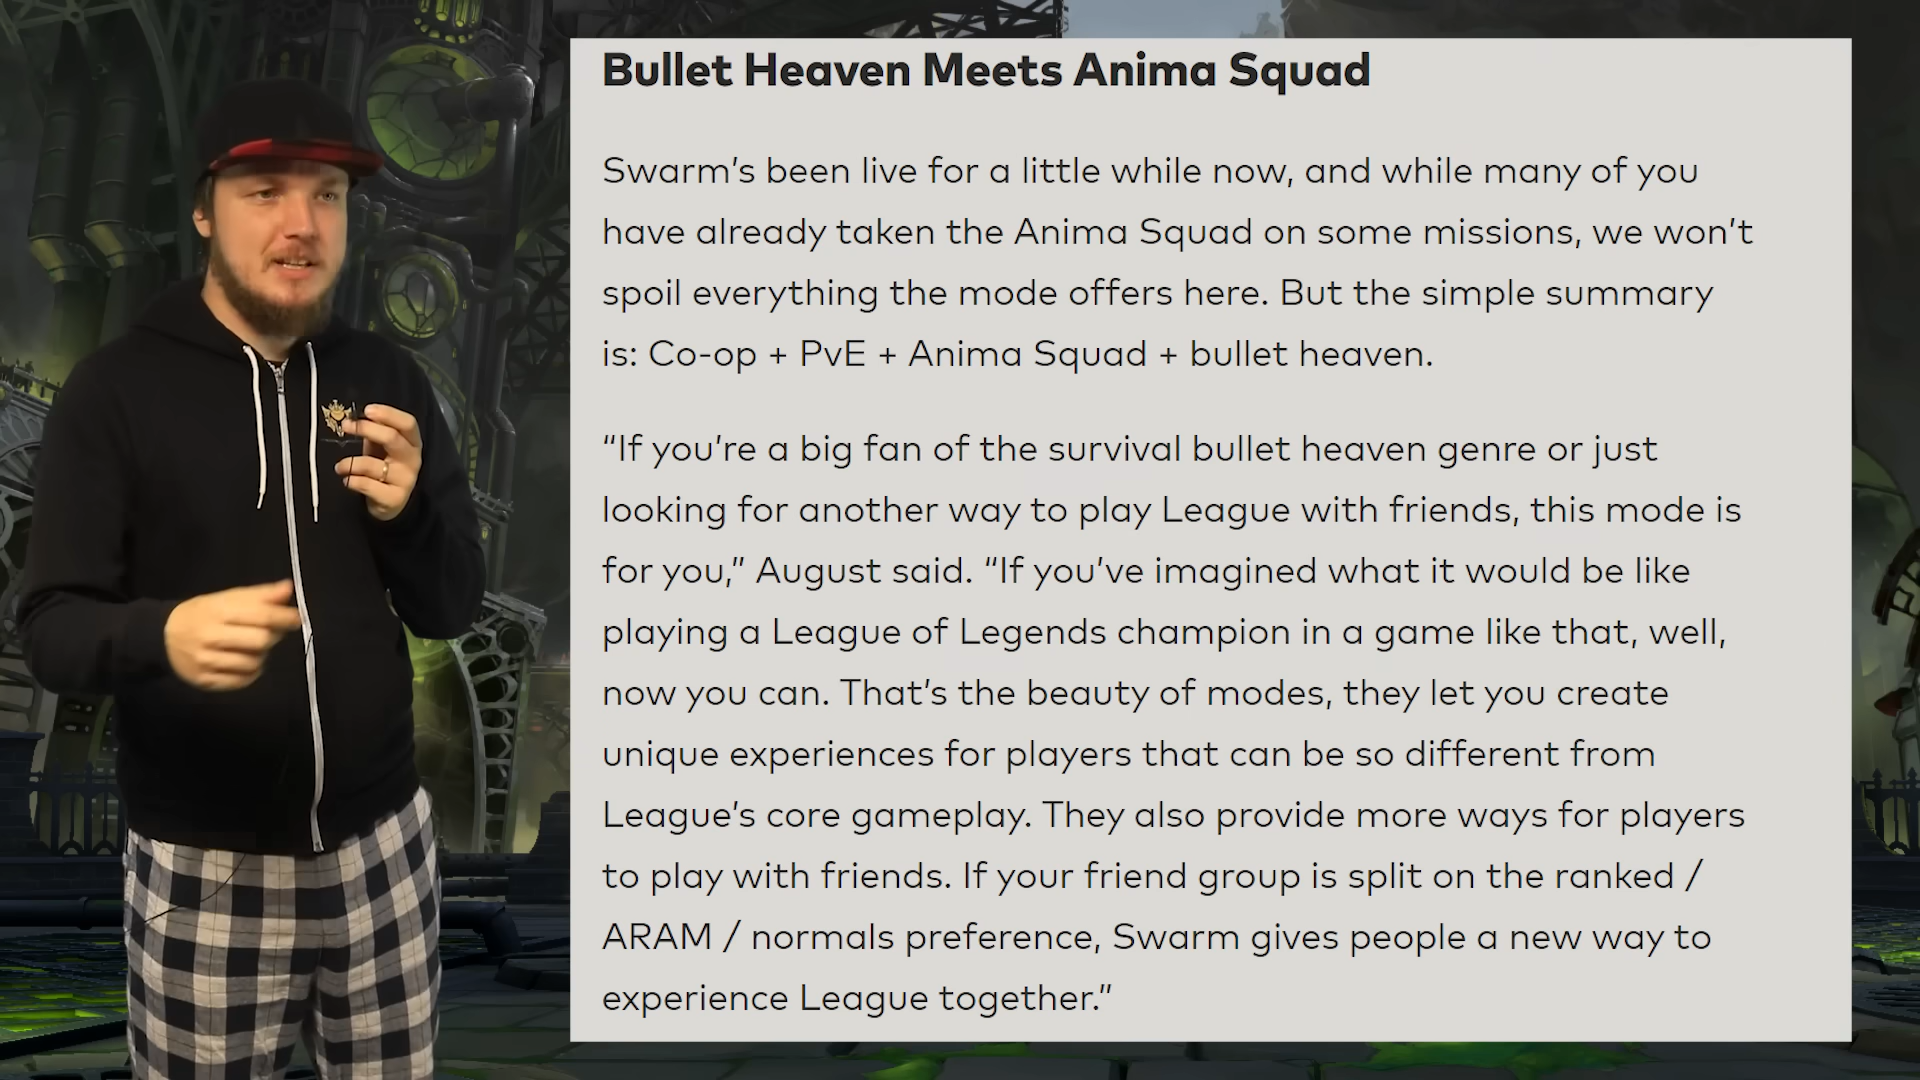 Bullet Heaven Meets Anima Squad
Swarm’s been live for a little while now, and while many of you
have already taken the Anima Squad on some missions, we won’t
spoil everything the mode offers here. But the simple summary
is: Co-op + PvE + Anima Squad + bullet heaven.
“If you’re a big fan of the survival bullet heaven genre or just
looking for another way to play League with friends, this mode is
for you,” August said. “If you’ve imagined what it would be like
playing a League of Legends champion in a game like that, well,
now you can. That’s the beauty of modes, they let you create
unique experiences for players that can be so different from
League’s core gameplay. They also provide more ways for players
to play with friends. If your friend group is split on the ranked /
ARAM / normals preference, Swarm gives people a new way to
experience League together.”